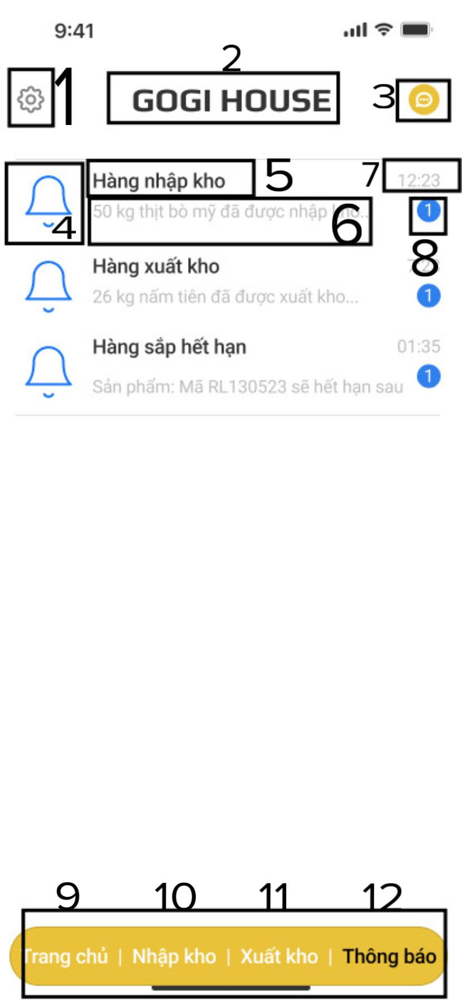 9:41
2
1
GOGI HOUSE
3
Hàng nhập kho
5
7
12:23
4
50 kg thịt bò mỹ đã được nhập kho...
6
1
8
Hàng xuất kho
26 kg nấm tiên đã được xuất kho...
1
Hàng sắp hết hạn
01:35
Sản phẩm: Mã RL130523 sẽ hết hạn sau
1
9 10 11 12
Trang chủ | Nhập kho | Xuất kho | Thông báo